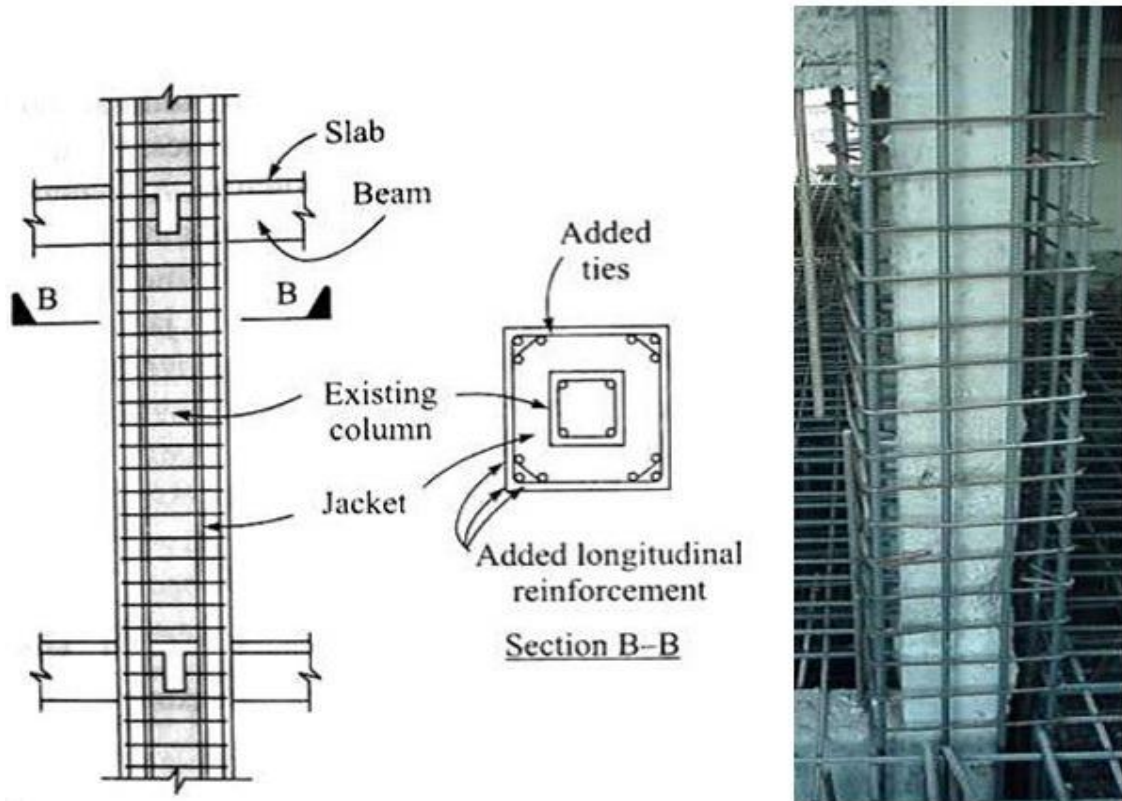 Slab
Beam
B
B
Added
ties
Existing
column
Jacket
Added longitudinal
reinforcement
Section B–B